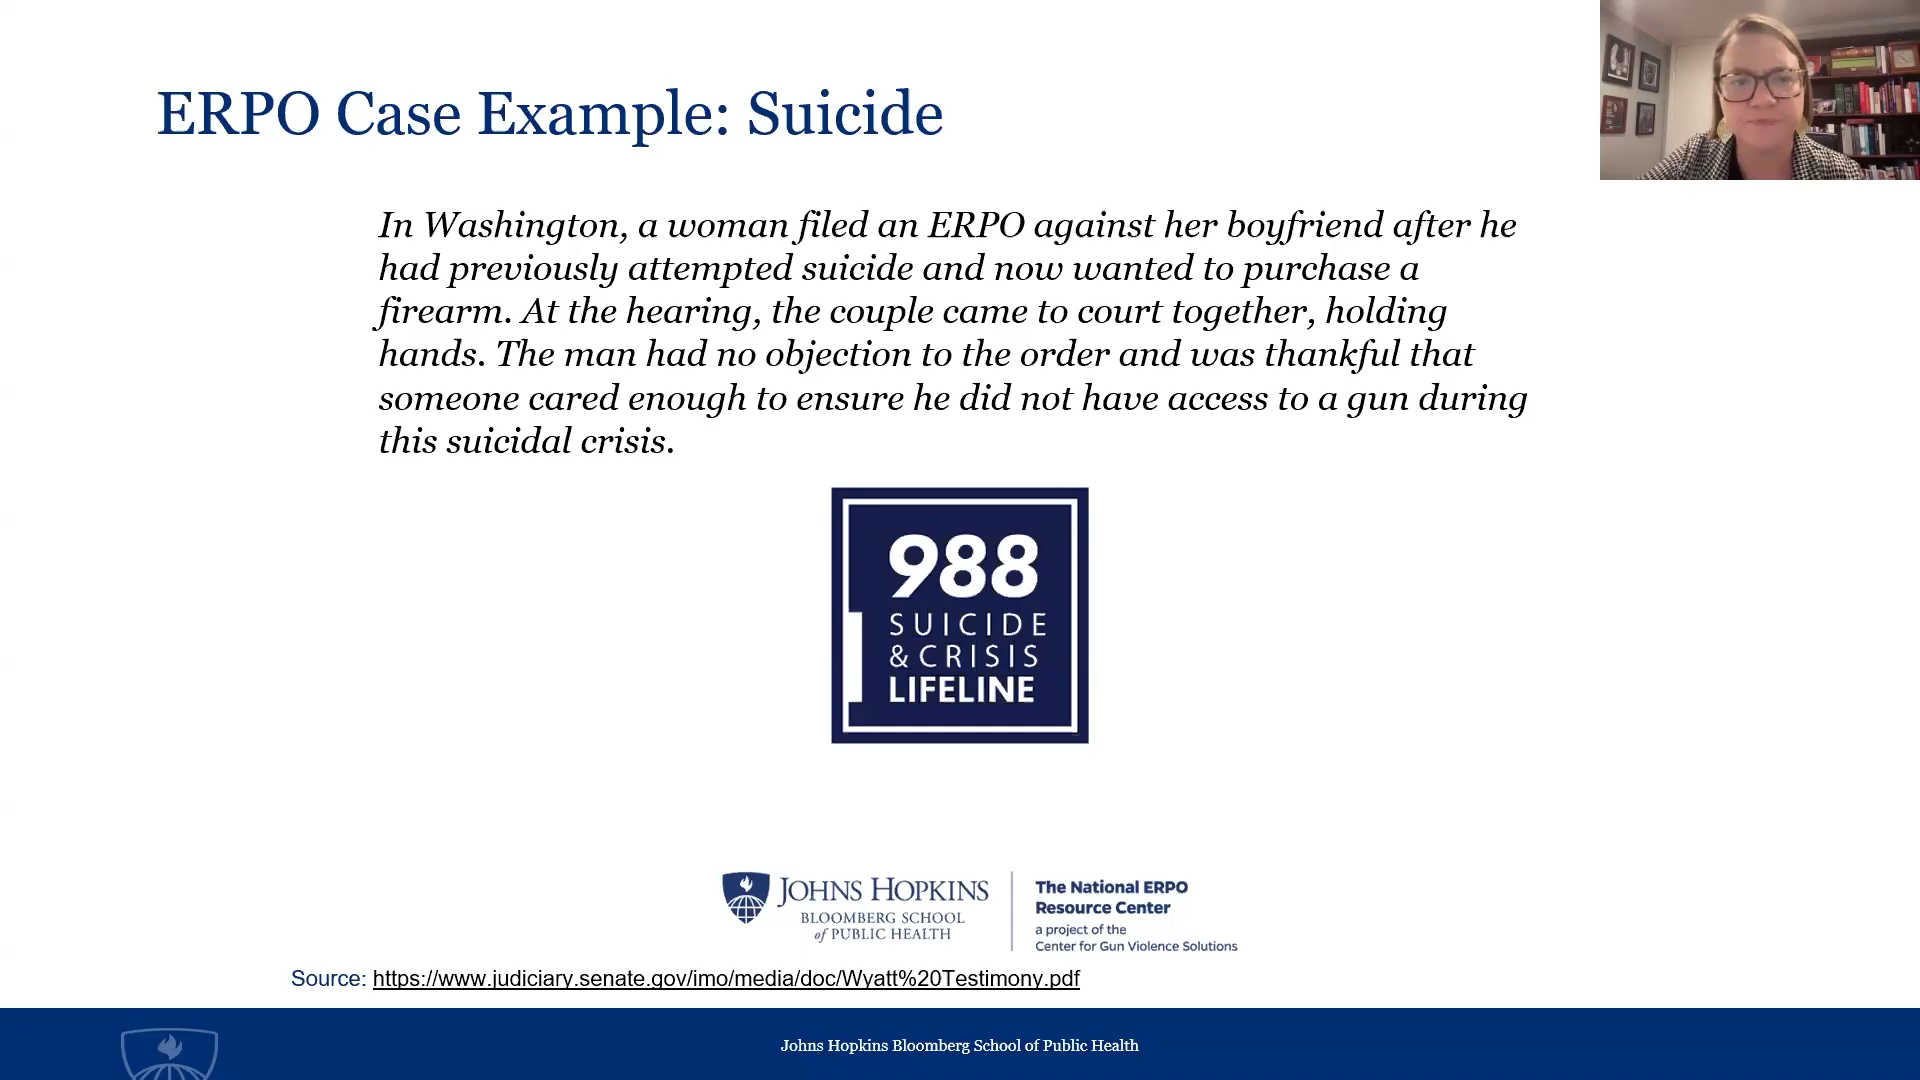 ERPO Case Example: Suicide
In Washington, a woman filed an ERPO against her boyfriend after he
had previously attempted suicide and now wanted to purchase a
firearm. At the hearing, the couple came to court together, holding
hands. The man had no objection to the order and was thankful that
someone cared enough to ensure he did not have access to a gun during
this suicidal crisis.
988
SUICIDE
& CRISIS
LIFELINE
JOHNS HOPKINS
BLOOMBERG SCHOOL
of PUBLIC HEALTH
The National ERPO
Resource Center
a project of the
Center for Gun Violence Solutions
Source: https://www.judiciary.senate.gov/imo/media/doc/Wyatt%20Testimony.pdf
Johns Hopkins Bloomberg School of Public Health